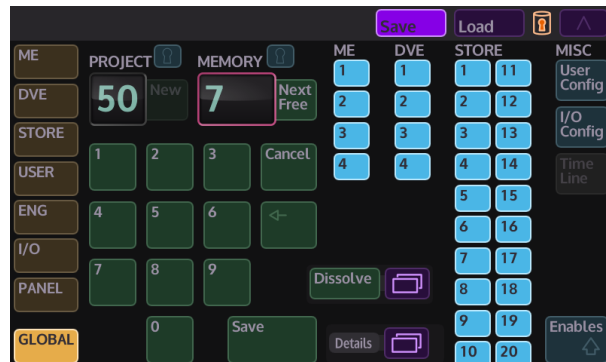 Save
Load
ME
DVE
STORE
USER
ENG
I/O
PANEL
GLOBAL
PROJECT
50
New
MEMORY
7
Next
Free
1
2
3
Cancel
4
5
6
7
8
9
0
Save
ME
1
2
3
4
DVE
1
2
3
4
Dissolve
Details
STORE
1 11
2 12
3 13
4 14
5 15
6 16
7 17
8 18
9 19
10 20
MISC
User
Config
I/O
Config
Time
Line
Enables